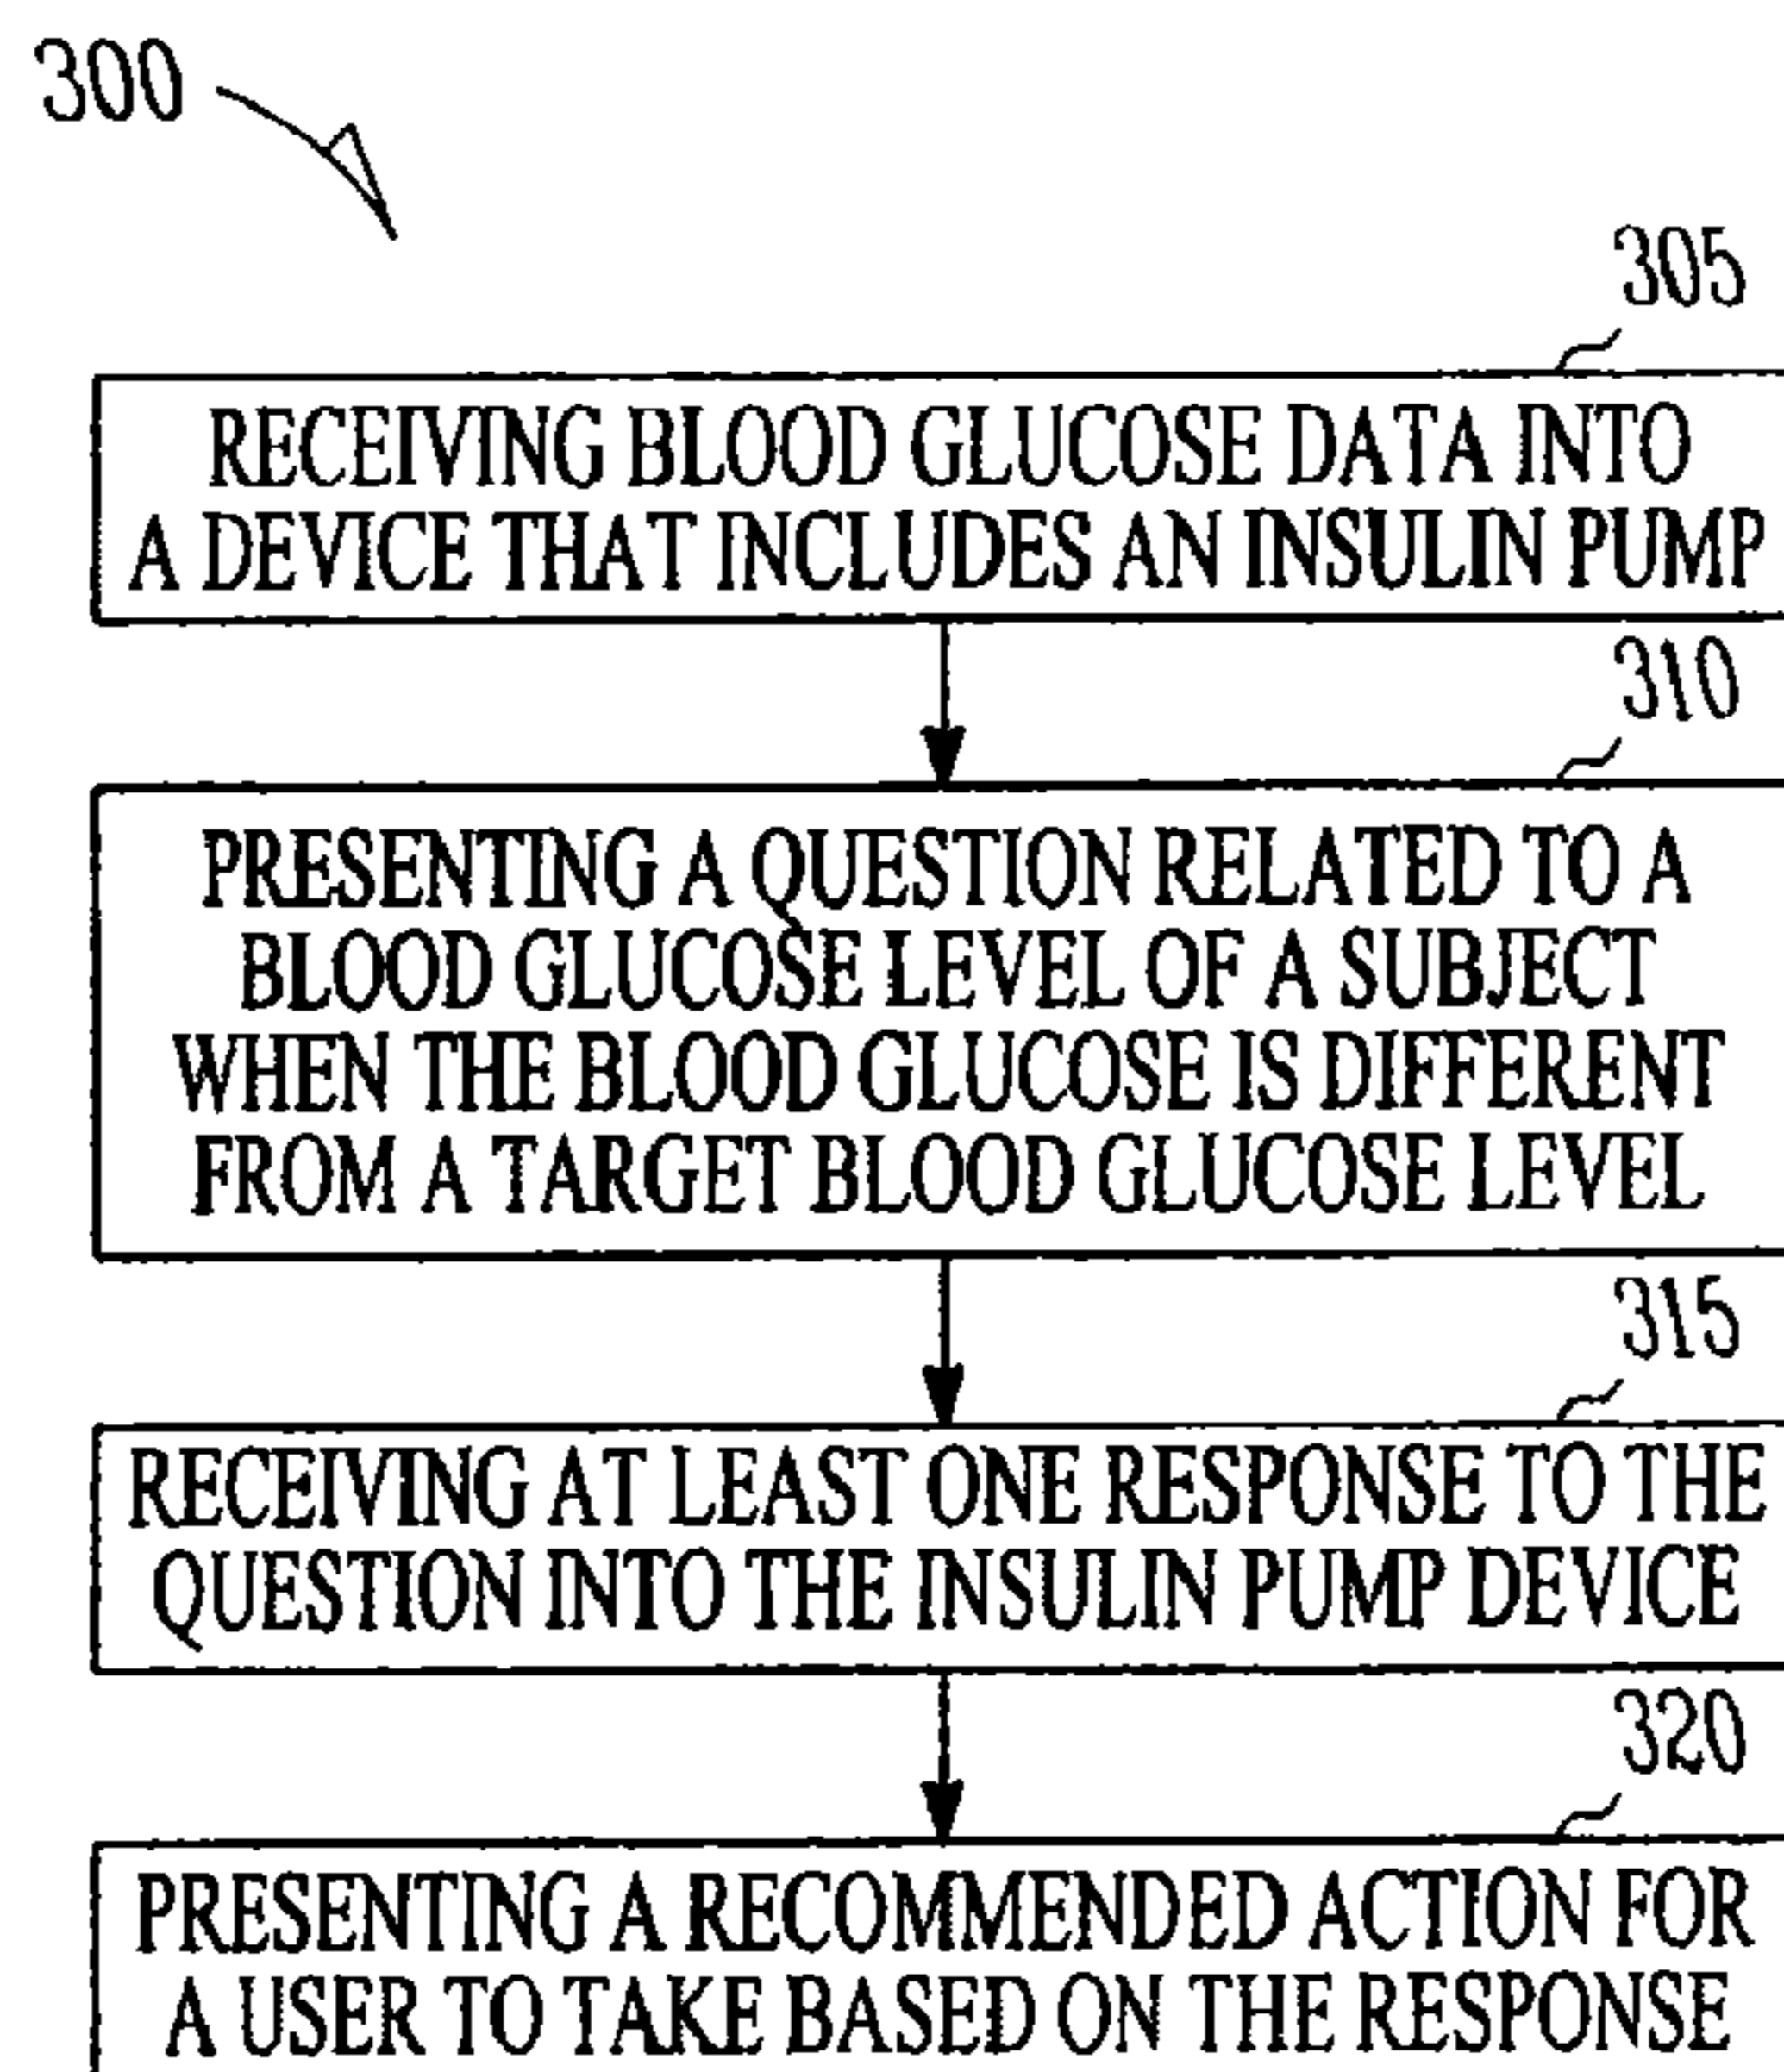 300
305
RECEIVING BLOOD GLUCOSE DATA INTO
A DEVICE THAT INCLUDES AN INSULIN PUMP
310
PRESENTING A QUESTION RELATED TO A
BLOOD GLUCOSE LEVEL OF A SUBJECT
WHEN THE BLOOD GLUCOSE IS DIFFERENT
FROM A TARGET BLOOD GLUCOSE LEVEL
315
RECEIVING AT LEAST ONE RESPONSE TO THE
QUESTION INTO THE INSULIN PUMP DEVICE
320
PRESENTING A RECOMMENDED ACTION FOR
A USER TO TAKE BASED ON THE RESPONSE